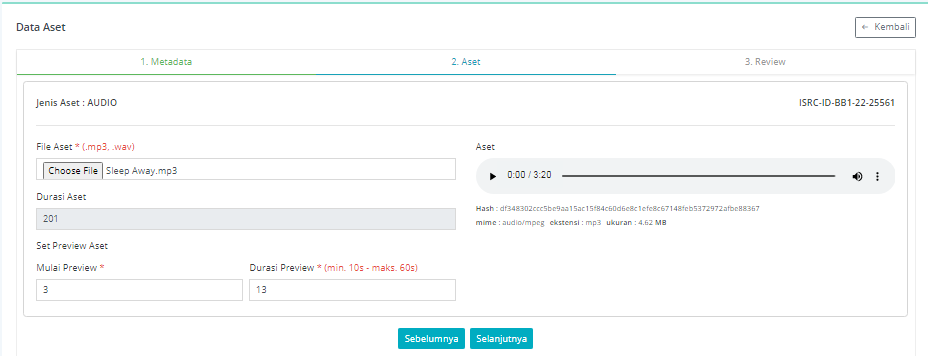 Data Aset
← Kembali
1. Metadata
2. Aset
3. Review
Jenis Aset : AUDIO
ISRC-ID-BB1-22-25561
File Aset * (.mp3, .wav)
Choose File Sleep Away.mp3
Durasi Aset
201
Set Preview Aset
Mulai Preview *
Durasi Preview * (min. 10s - maks. 60s)
3
13
Aset
0:00 / 3:20
Hash : df348302ccc5be9aa15ac15f84c60d6e8c1efe8c67148feb5372972afbe88367
mime : audio/mpeg ekstensi : mp3 ukuran : 4.62 MB
Sebelumnya
Selanjutnya